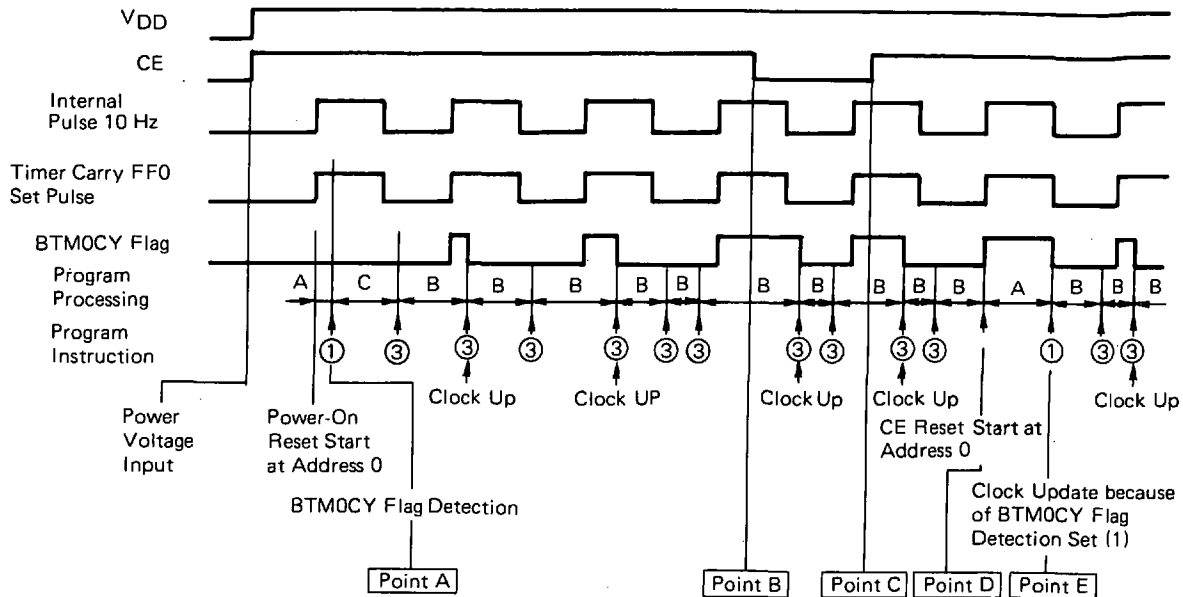 VDD
CE
Internal
Pulse 10 Hz
Timer Carry FF0
Set Pulse
BTM0CY Flag
Program
Processing
A C B B B B B B B B B B A B B B
Program
Instruction
① ③ ③ ③ ③ ③ ③ ③ ③ ③ ③ ① ③ ③
Clock Up Clock UP Clock Up Clock Up Clock Up
Power
Voltage
Input
Power-On
Reset Start
at Address 0
CE Reset Start at
Address 0
BTM0CY Flag Detection
Clock Update because
of BTM0CY Flag
Detection Set (1)
Point A Point B Point C Point D Point E